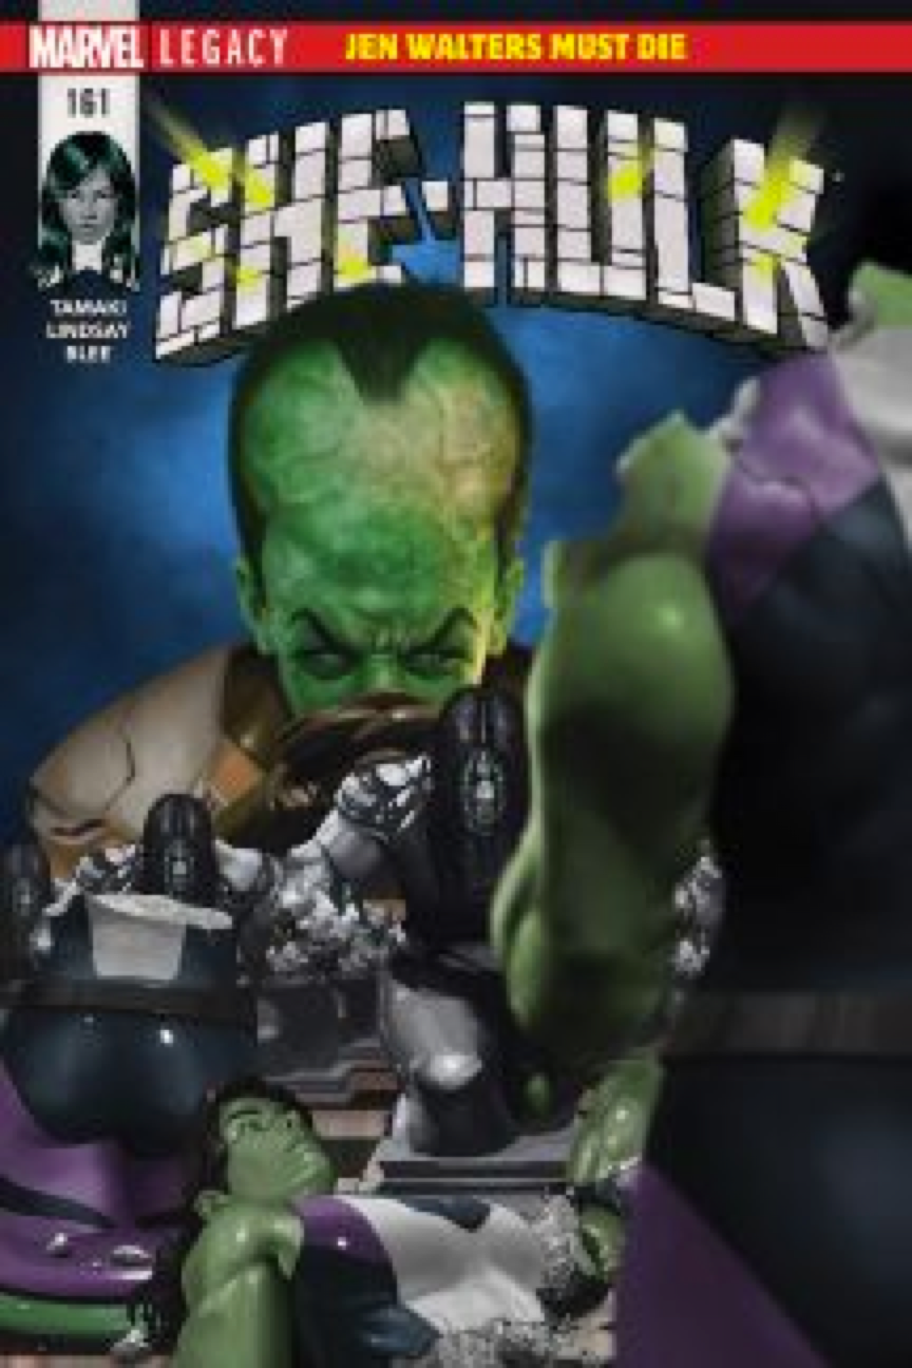 MARVEL LEGACY JEN WALTERS MUST DIE
161
SHE-HULK
TAMAKI
LINDSAY
BLEE